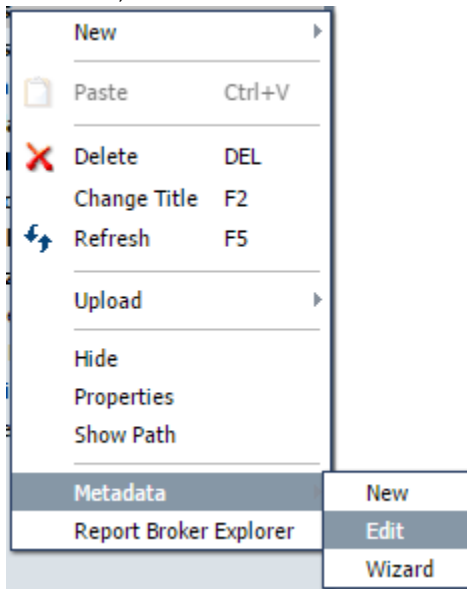 New
Paste Ctrl+V
Delete DEL
Change Title F2
Refresh F5
Upload
Hide
Properties
Show Path
Metadata
New
Report Broker Explorer
Edit
Wizard